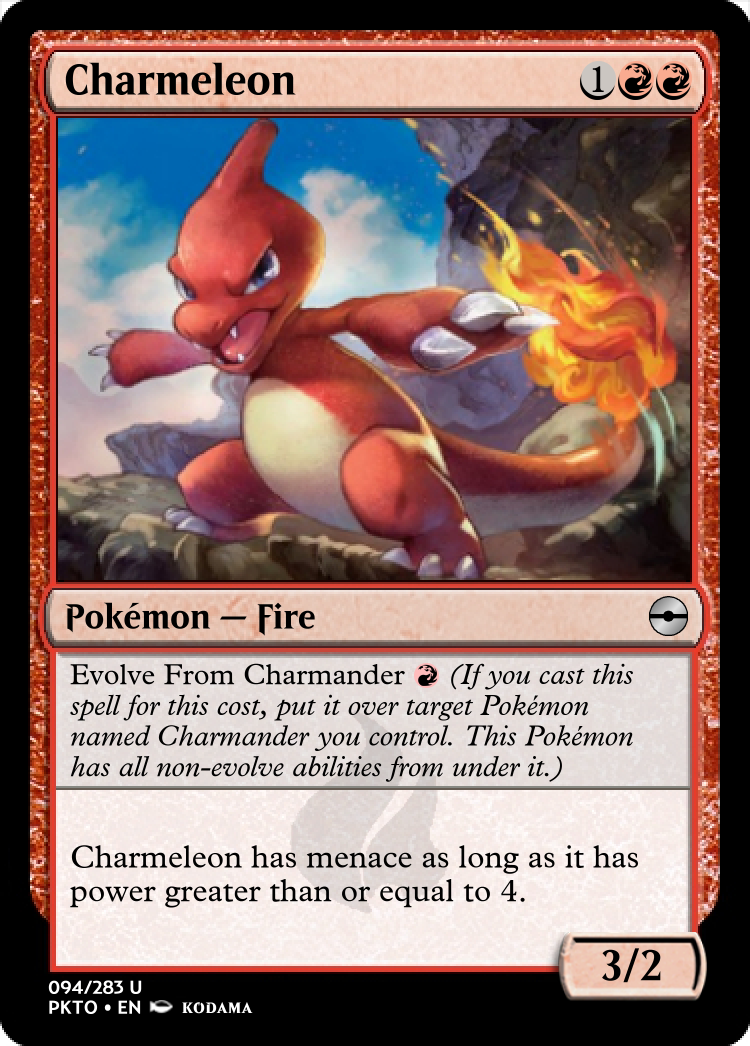 Charmeleon 1
Pokémon — Fire
Evolve From Charmander (If you cast this
spell for this cost, put it over target Pokémon
named Charmander you control. This Pokémon
has all non-evolve abilities from under it.)
Charmeleon has menace as long as it has
power greater than or equal to 4.
3/2
094/283 U
PKTO • EN KODAMA